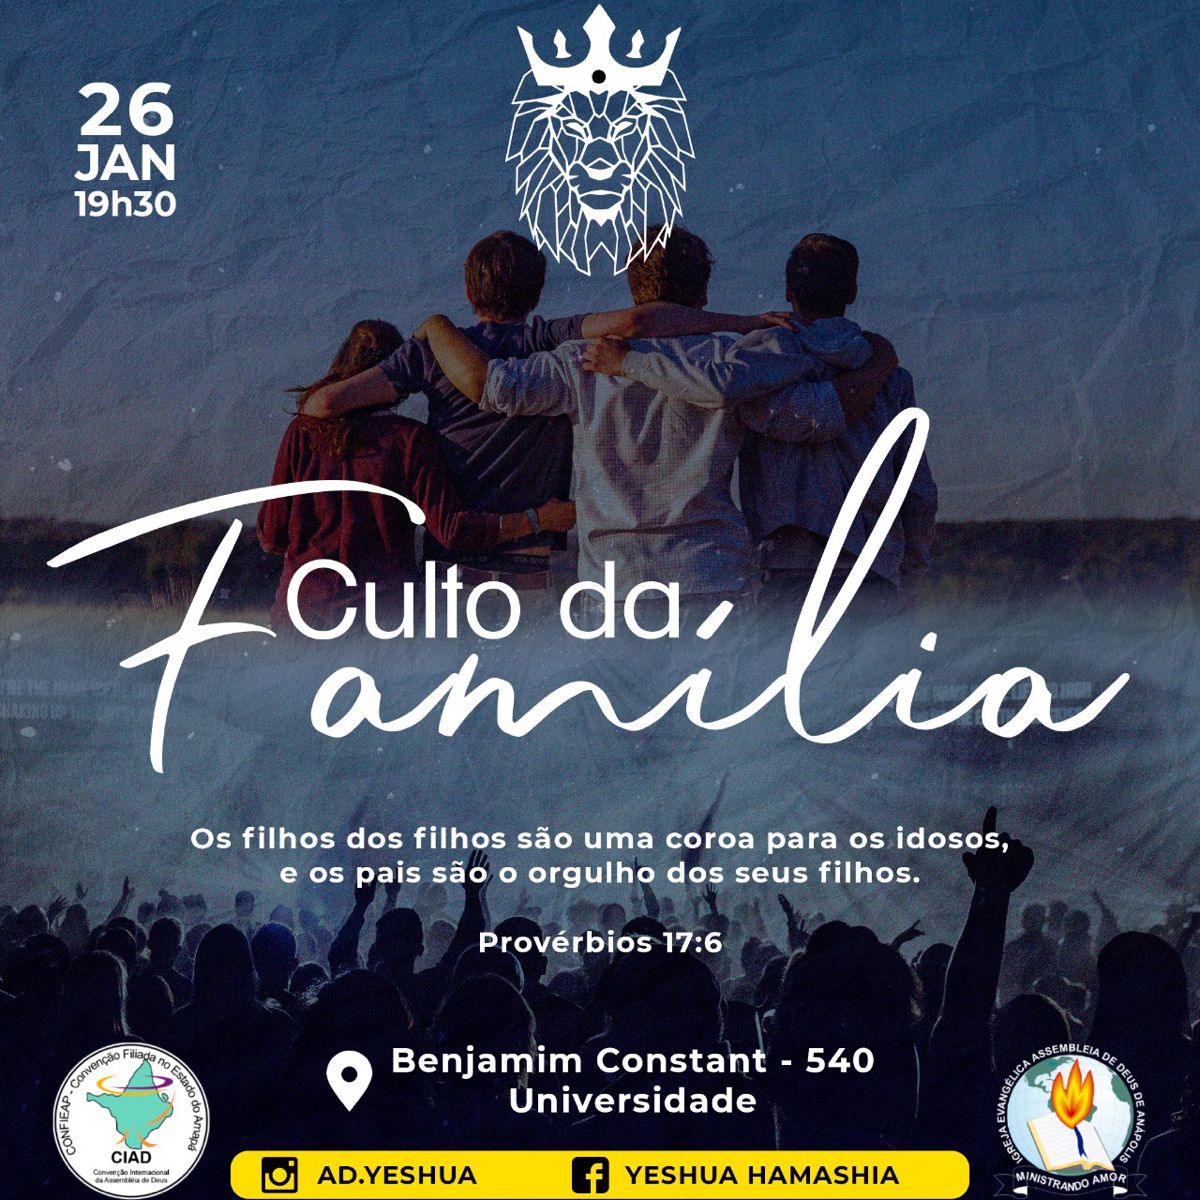 26
JAN
19h30
Culto da
Família
Os filhos dos filhos são uma coroa para os idosos,
e os pais são o orgulho dos seus filhos.
Provérbios 17:6
Benjamim Constant - 540
Universidade
CONFIEAP - Convenção Filiada no Estado do Amapá
CIAD
Convenção Internacional
da Assembléia de Deus
IGREJA EVANGÉLICA ASSEMBLEIA DE DEUS DE ANÁPOLIS
MINISTRANDO AMOR
AD.YESHUA
YESHUA HAMASHIA